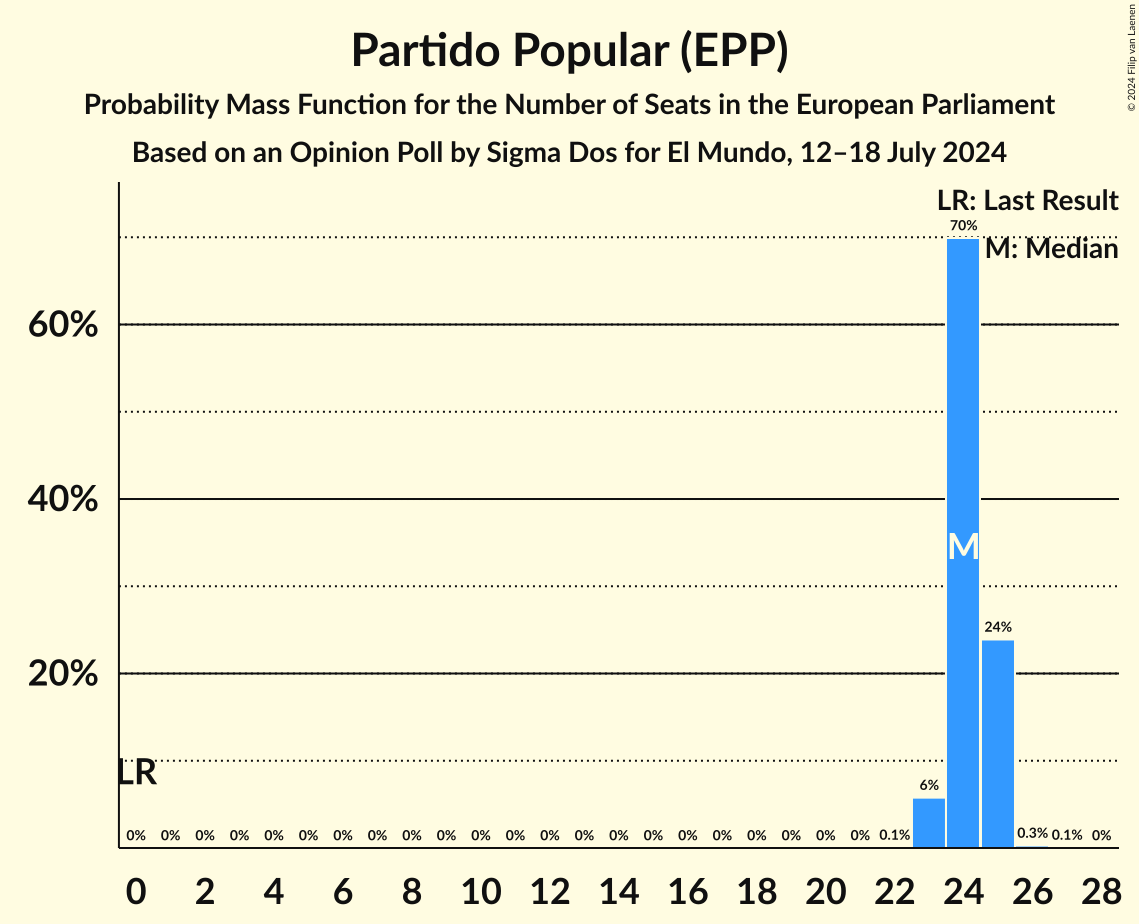 Partido Popular (EPP)
Probability Mass Function for the Number of Seats in the European Parliament
Based on an Opinion Poll by Sigma Dos for El Mundo, 12–18 July 2024
© 2024 Filip van Laenen
LR: Last Result
M: Median
70%
60%
40%
M
24%
20%
LR
6%
0% 0% 0% 0% 0% 0% 0% 0% 0% 0% 0% 0% 0% 0% 0% 0% 0% 0% 0% 0% 0% 0% 0.1% 0.3% 0.1% 0%
0 2 4 6 8 10 12 14 16 18 20 22 24 26 28